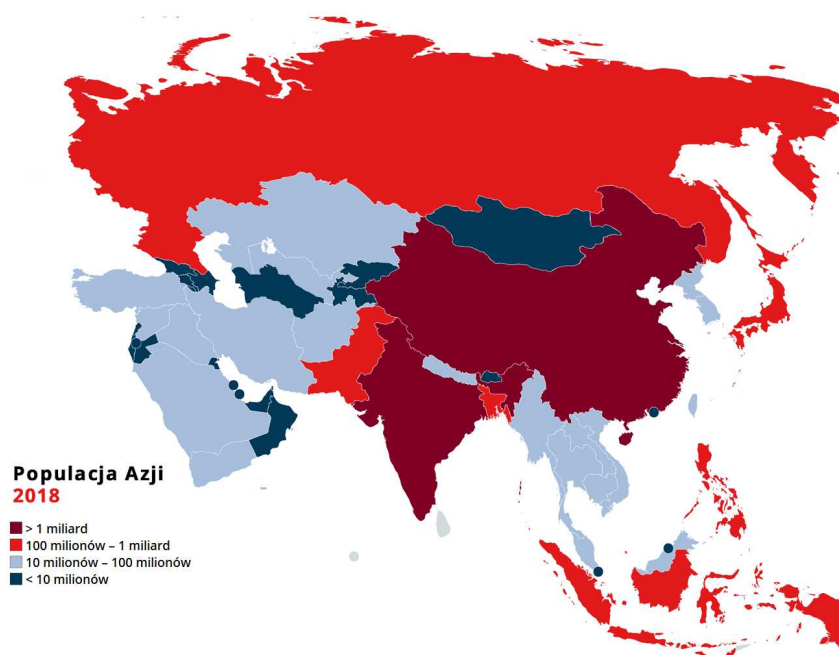 Populacja Azji
2018
> 1 miliard
100 milionów – 1 miliard
10 milionów – 100 milionów
< 10 milionów